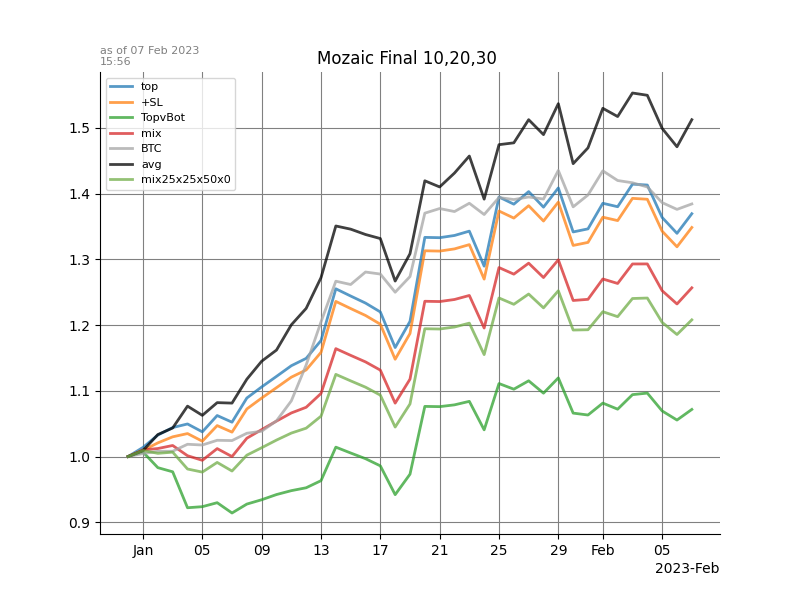 as of 07 Feb 2023
15:56
Mozaic Final 10,20,30
top
+SL
TopvBot
mix
BTC
avg
mix25x25x50x0
1.5
1.4
1.3
1.2
1.1
1.0
0.9
Jan 05 09 13 17 21 25 29 Feb 05
2023-Feb